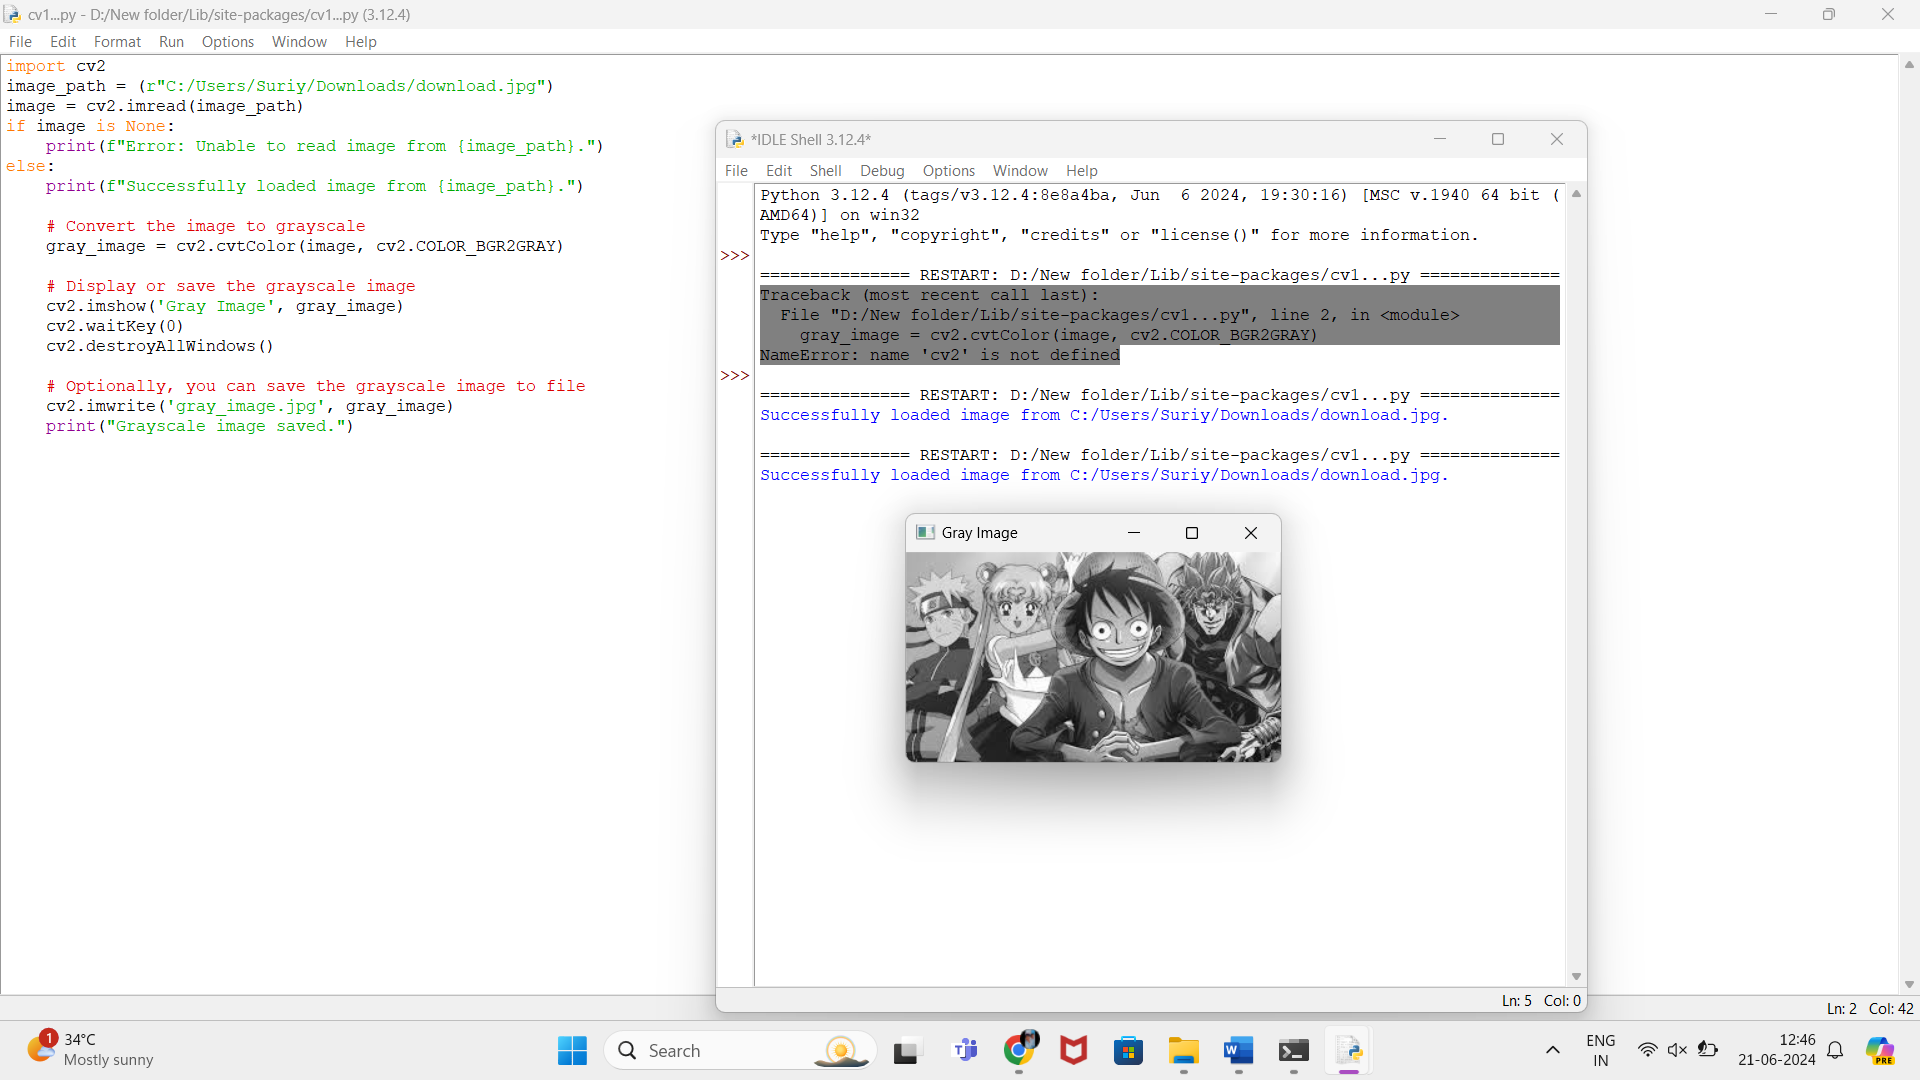 cv1...py - D:/New folder/Lib/site-packages/cv1...py (3.12.4)
File Edit Format Run Options Window Help
import cv2
image_path = (r"C:/Users/Suriy/Downloads/download.jpg")
image = cv2.imread(image_path)
if image is None:
    print(f"Error: Unable to read image from {image_path}.")
else:
    print(f"Successfully loaded image from {image_path}.")
    # Convert the image to grayscale
    gray_image = cv2.cvtColor(image, cv2.COLOR_BGR2GRAY)
    # Display or save the grayscale image
    cv2.imshow('Gray Image', gray_image)
    cv2.waitKey(0)
    cv2.destroyAllWindows()
    # Optionally, you can save the grayscale image to file
    cv2.imwrite('gray_image.jpg', gray_image)
    print("Grayscale image saved.")
*IDLE Shell 3.12.4*
File Edit Shell Debug Options Window Help
Python 3.12.4 (tags/v3.12.4:8e8a4ba, Jun  6 2024, 19:30:16) [MSC v.1940 64 bit (
AMD64)] on win32
Type "help", "copyright", "credits" or "license()" for more information.
>>>
=============== RESTART: D:/New folder/Lib/site-packages/cv1...py ==============
Traceback (most recent call last):
  File "D:/New folder/Lib/site-packages/cv1...py", line 2, in <module>
    gray_image = cv2.cvtColor(image, cv2.COLOR_BGR2GRAY)
NameError: name 'cv2' is not defined
>>>
=============== RESTART: D:/New folder/Lib/site-packages/cv1...py ==============
Successfully loaded image from C:/Users/Suriy/Downloads/download.jpg.
=============== RESTART: D:/New folder/Lib/site-packages/cv1...py ==============
Successfully loaded image from C:/Users/Suriy/Downloads/download.jpg.
Gray Image
Ln: 5 Col: 0
Ln: 2 Col: 42
1
34°C
Mostly sunny
Search
ENG
IN
12:46
21-06-2024
PRE